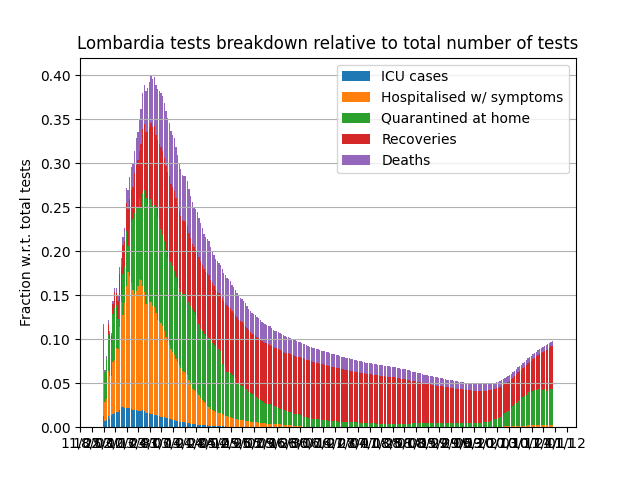 Lombardia tests breakdown relative to total number of tests
ICU cases
Hospitalised w/ symptoms
Quarantined at home
Recoveries
Deaths
Fraction w.r.t. total tests
0.40
0.35
0.30
0.25
0.20
0.15
0.10
0.05
0.00